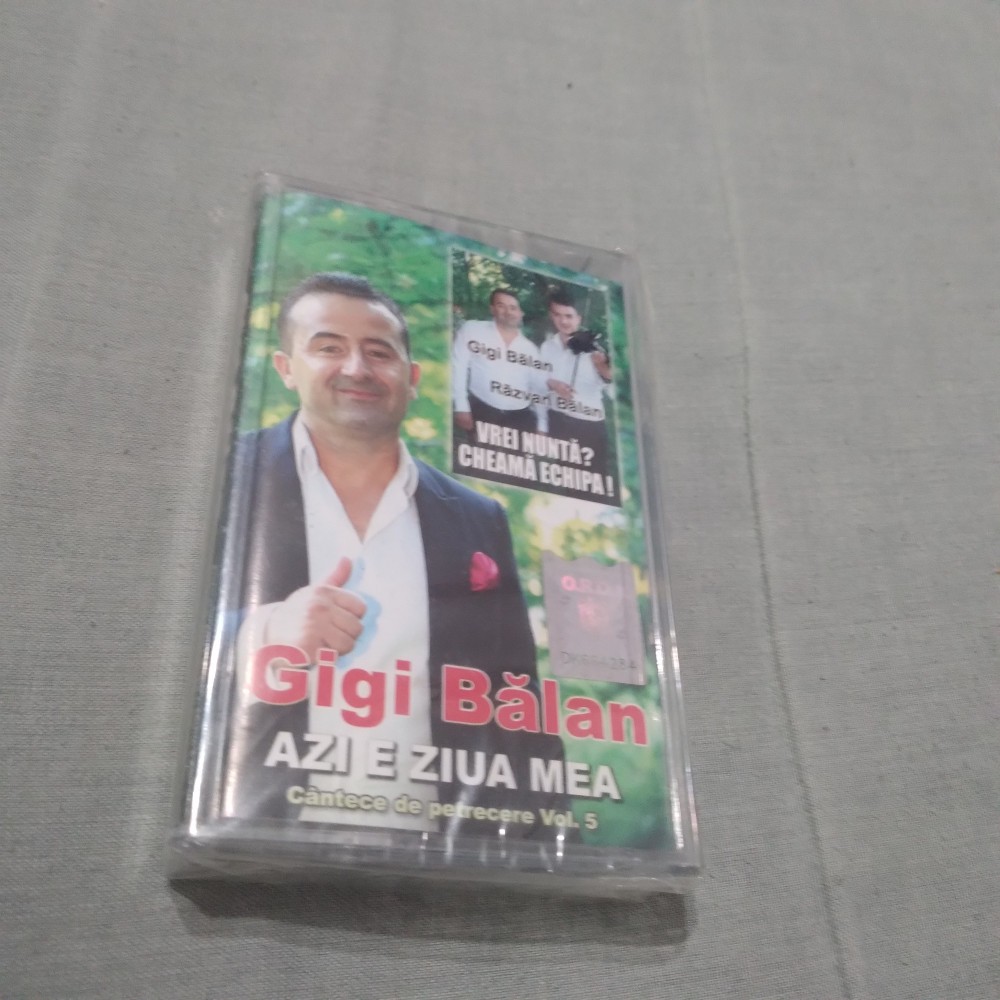 Gigi Bălan
Răzvan Bălan
VREI NUNTĂ?
CHEAMĂ ECHIPA!
Gigi Bălan
AZI E ZIUA MEA
Cântece de petrecere Vol. 5